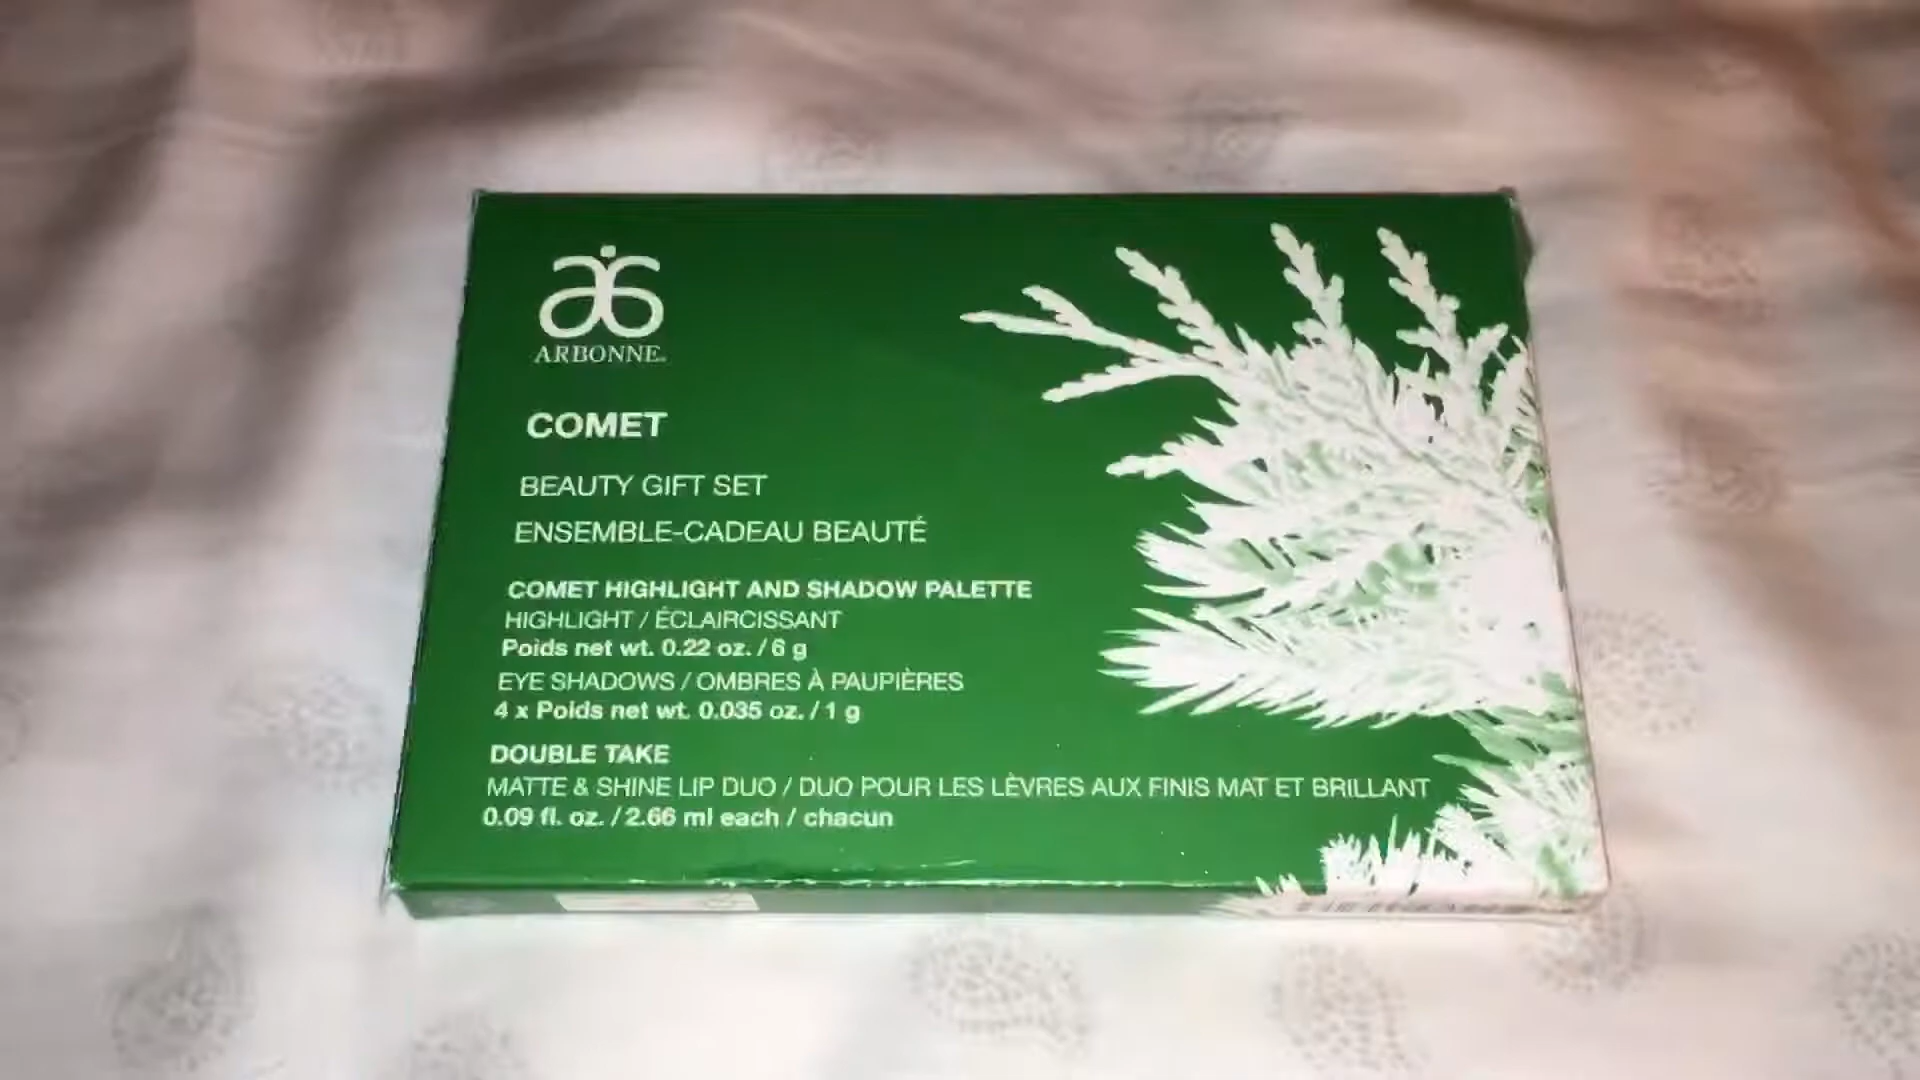 ARBONNE
COMET
BEAUTY GIFT SET
ENSEMBLE-CADEAU BEAUTÉ
COMET HIGHLIGHT AND SHADOW PALETTE
HIGHLIGHT / ÉCLAIRCISSANT
Poids net wt. 0.22 oz. / 6 g
EYE SHADOWS / OMBRES À PAUPIÈRES
4 x Poids net wt. 0.035 oz. / 1 g
DOUBLE TAKE
MATTE & SHINE LIP DUO / DUO POUR LES LÈVRES AUX FINIS MAT ET BRILLANT
0.09 fl. oz. / 2.66 ml each / chacun